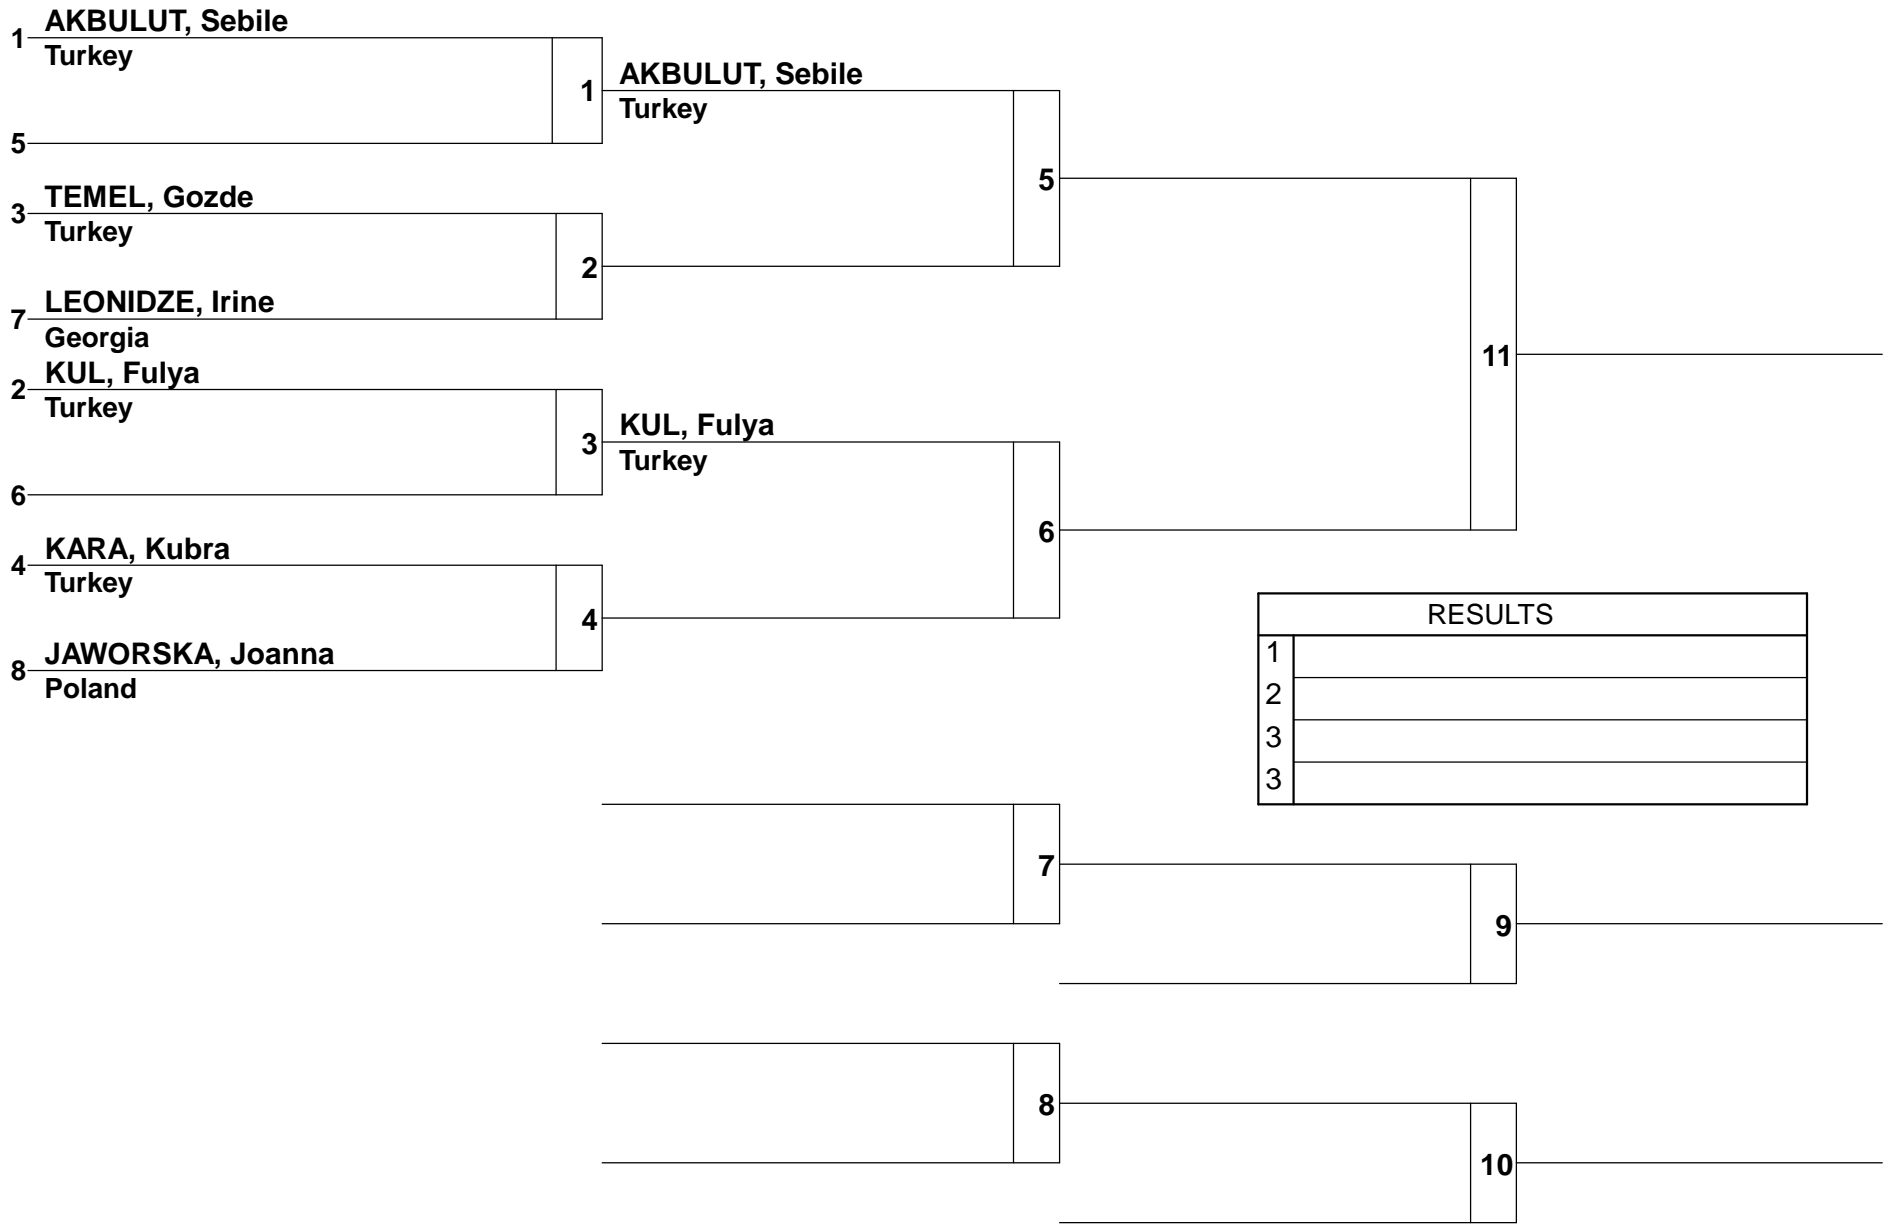 1 AKBULUT, Sebile
Turkey
1
AKBULUT, Sebile
Turkey
5
5
3 TEMEL, Gozde
Turkey
2
7 LEONIDZE, Irine
Georgia
11
2 KUL, Fulya
Turkey
3
KUL, Fulya
Turkey
6
6
4 KARA, Kubra
Turkey
4
8 JAWORSKA, Joanna
Poland
RESULTS
1
2
3
3
7
9
8
10